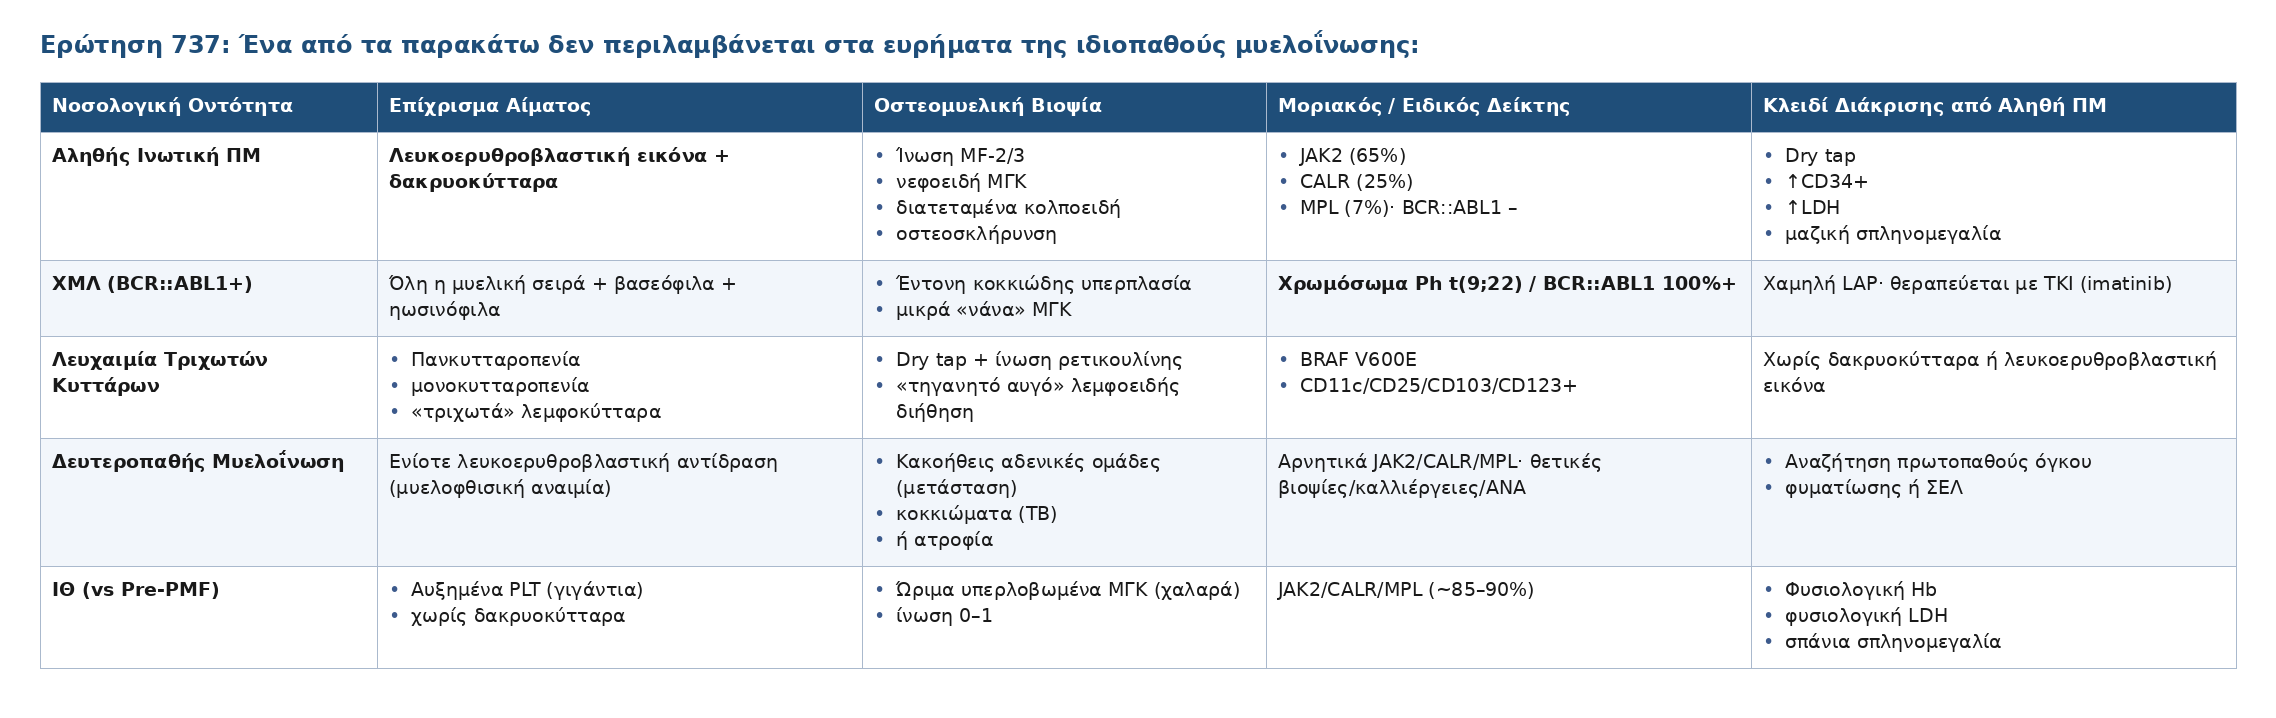 Ερώτηση 737: Ένα από τα παρακάτω δεν περιλαμβάνεται στα ευρήματα της ιδιοπαθούς μυελοΐνωσης:
Νοσολογική Οντότητα
Επίχρισμα Αίματος
Οστεομυελική Βιοψία
Μοριακός / Ειδικός Δείκτης
Κλειδί Διάκρισης από Αληθή ΠΜ
Αληθής Ινωτική ΠΜ
Λευκοερυθροβλαστική εικόνα +
δακρυοκύτταρα
• Ίνωση MF-2/3
• νεφοειδή ΜΓΚ
• διατεταμένα κολποειδή
• οστεοσκλήρυνση
• JAK2 (65%)
• CALR (25%)
• MPL (7%)· BCR::ABL1 –
• Dry tap
• ↑CD34+
• ↑LDH
• μαζική σπληνομεγαλία
ΧΜΛ (BCR::ABL1+)
Όλη η μυελική σειρά + βασεόφιλα +
ηωσινόφιλα
• Έντονη κοκκιώδης υπερπλασία
• μικρά «νάνα» ΜΓΚ
Χρωμόσωμα Ph t(9;22) / BCR::ABL1 100%+
Χαμηλή LAP· θεραπεύεται με TKI (imatinib)
Λευχαιμία Τριχωτών
Κυττάρων
• Πανκυτταροπενία
• μονοκυτταροπενία
• «τριχωτά» λεμφοκύτταρα
• Dry tap + ίνωση ρετικουλίνης
• «τηγανητό αυγό» λεμφοειδής
διήθηση
• BRAF V600E
• CD11c/CD25/CD103/CD123+
Χωρίς δακρυοκύτταρα ή λευκοερυθροβλαστική
εικόνα
Δευτεροπαθής Μυελοΐνωση
Ενίοτε λευκοερυθροβλαστική αντίδραση
(μυελοφθισική αναιμία)
• Κακοήθεις αδενικές ομάδες
(μετάσταση)
• κοκκιώματα (TB)
• ή ατροφία
Αρνητικά JAK2/CALR/MPL· θετικές
βιοψίες/καλλιέργειες/ANA
• Αναζήτηση πρωτοπαθούς όγκου
• φυματίωσης ή ΣΕΛ
ΙΘ (vs Pre-PMF)
• Αυξημένα PLT (γιγάντια)
• χωρίς δακρυοκύτταρα
• Ώριμα υπερλοβωμένα ΜΓΚ (χαλαρά)
• ίνωση 0–1
JAK2/CALR/MPL (~85–90%)
• Φυσιολογική Hb
• φυσιολογική LDH
• σπάνια σπληνομεγαλία